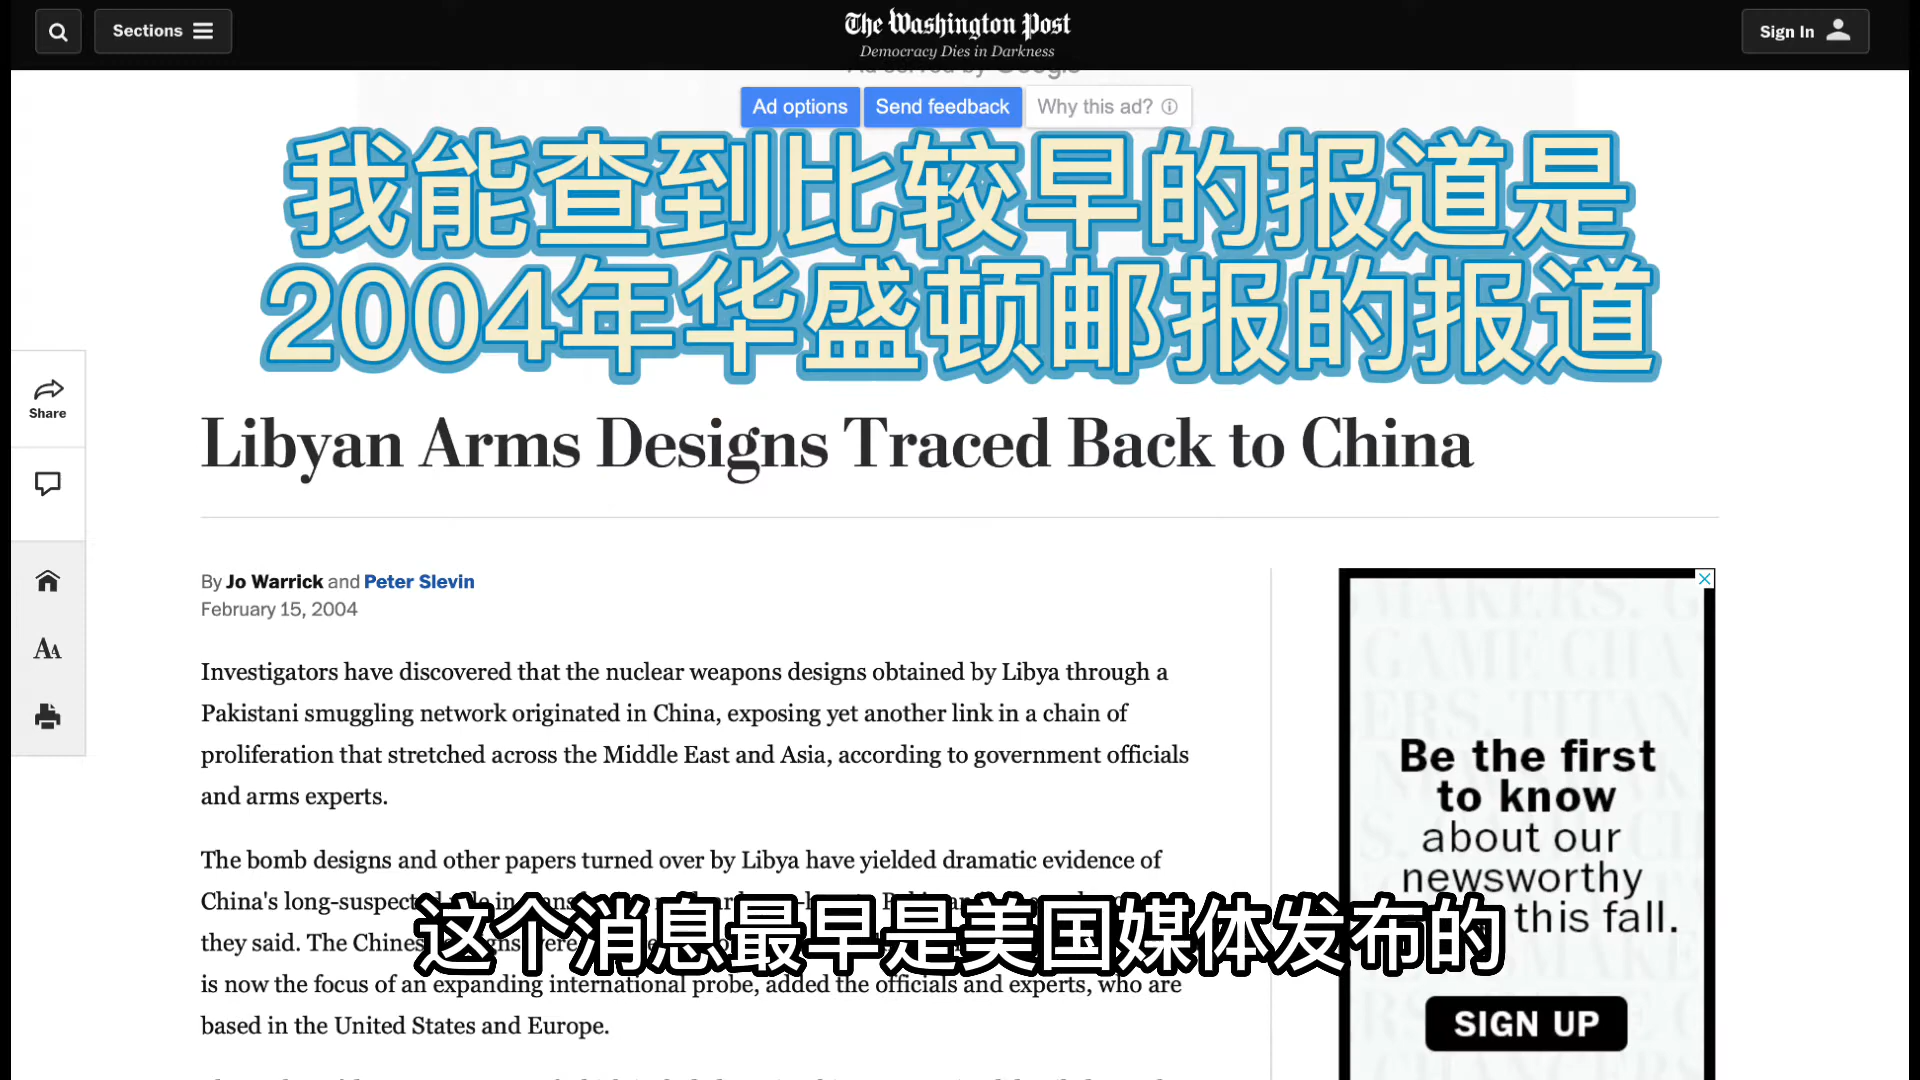 Sections
The Washington Post
Democracy Dies in Darkness
Sign In
Ad served by Google
Ad options
Send feedback
Why this ad?
我能查到比较早的报道是
2004年华盛顿邮报的报道
Share
Libyan Arms Designs Traced Back to China
By Jo Warrick and Peter Slevin
February 15, 2004
AA
Investigators have discovered that the nuclear weapons designs obtained by Libya through a
Pakistani smuggling network originated in China, exposing yet another link in a chain of
proliferation that stretched across the Middle East and Asia, according to government officials
and arms experts.
The bomb designs and other papers turned over by Libya have yielded dramatic evidence of
China's long-suspected
they said. The
is now the focus of an expanding international probe, added the officials and experts, who are
based in the United States and Europe.
这个消息最早是美国媒体发布的
Be the first
to know
about our
newsworthy
this fall.
SIGN UP